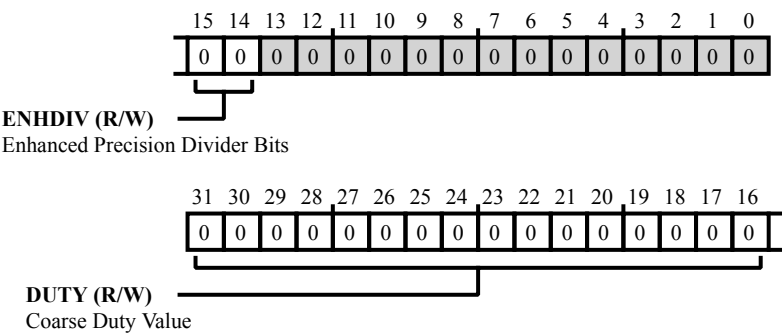 15 14 13 12 11 10 9 8 7 6 5 4 3 2 1 0
0 0 0 0 0 0 0 0 0 0 0 0 0 0 0 0
ENHDIV (R/W)
Enhanced Precision Divider Bits
31 30 29 28 27 26 25 24 23 22 21 20 19 18 17 16
0 0 0 0 0 0 0 0 0 0 0 0 0 0 0 0
DUTY (R/W)
Coarse Duty Value